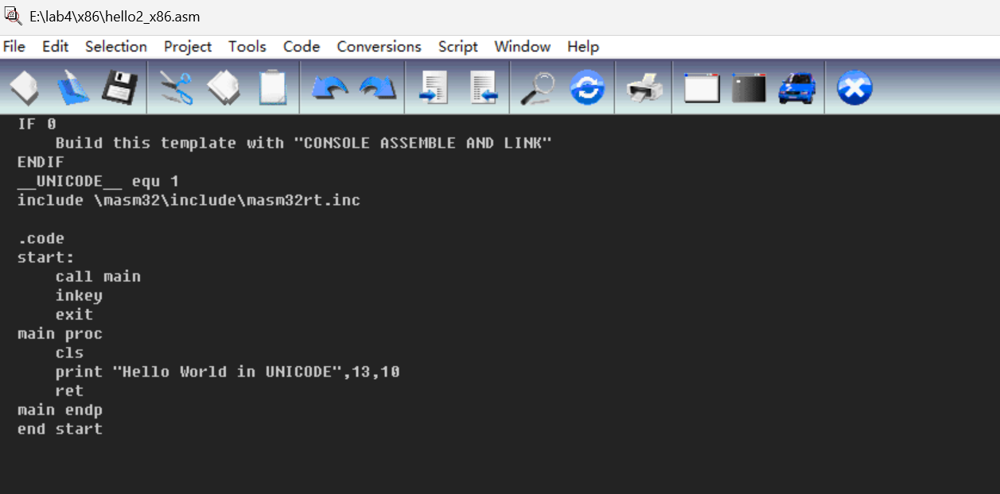 E:\lab4\x86\hello2_x86.asm
File Edit Selection Project Tools Code Conversions Script Window Help
IF 0
    Build this template with "CONSOLE ASSEMBLE AND LINK"
ENDIF
__UNICODE__ equ 1
include \masm32\include\masm32rt.inc
.code
start:
    call main
    inkey
    exit
main proc
    cls
    print "Hello World in UNICODE",13,10
    ret
main endp
end start